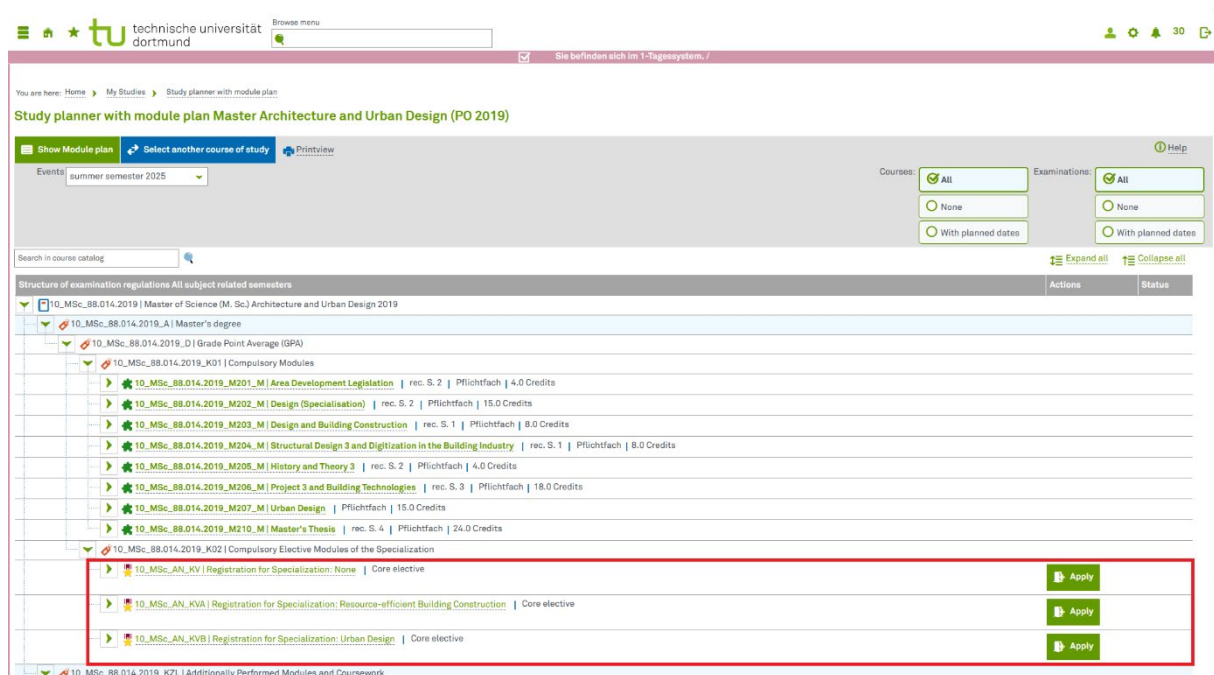 Browse menu
technische universität
dortmund
30
Sie befinden sich im 1-Tagessystem. /
You are here: Home My Studies Study planner with module plan
Study planner with module plan Master Architecture and Urban Design (PO 2019)
Show Module plan Select another course of study Printview Help
Events summer semester 2025 Courses: All Examinations: All
None None
With planned dates With planned dates
Search in course catalog Expand all Collapse all
Structure of examination regulations All subject related semesters Actions Status
10_MSc_88.014.2019 | Master of Science (M. Sc.) Architecture and Urban Design 2019
10_MSc_88.014.2019_A | Master's degree
10_MSc_88.014.2019_D | Grade Point Average (GPA)
10_MSc_88.014.2019_K01 | Compulsory Modules
10_MSc_88.014.2019_M201_M | Area Development Legislation | rec. S. 2 | Pflichtfach | 4.0 Credits
10_MSc_88.014.2019_M202_M | Design (Specialisation) | rec. S. 2 | Pflichtfach | 15.0 Credits
10_MSc_88.014.2019_M203_M | Design and Building Construction | rec. S. 1 | Pflichtfach | 8.0 Credits
10_MSc_88.014.2019_M204_M | Structural Design 3 and Digitization in the Building Industry | rec. S. 1 | Pflichtfach | 8.0 Credits
10_MSc_88.014.2019_M205_M | History and Theory 3 | rec. S. 2 | Pflichtfach | 4.0 Credits
10_MSc_88.014.2019_M206_M | Project 3 and Building Technologies | rec. S. 3 | Pflichtfach | 18.0 Credits
10_MSc_88.014.2019_M207_M | Urban Design | Pflichtfach | 15.0 Credits
10_MSc_88.014.2019_M210_M | Master's Thesis | rec. S. 4 | Pflichtfach | 24.0 Credits
10_MSc_88.014.2019_K02 | Compulsory Elective Modules of the Specialization
10_MSc_AN_KV | Registration for Specialization: None | Core elective Apply
10_MSc_AN_KVA | Registration for Specialization: Resource-efficient Building Construction | Core elective Apply
10_MSc_AN_KVB | Registration for Specialization: Urban Design | Core elective Apply
10_MSc_88.014.2019_KZL | Additionally Performed Modules and Coursework